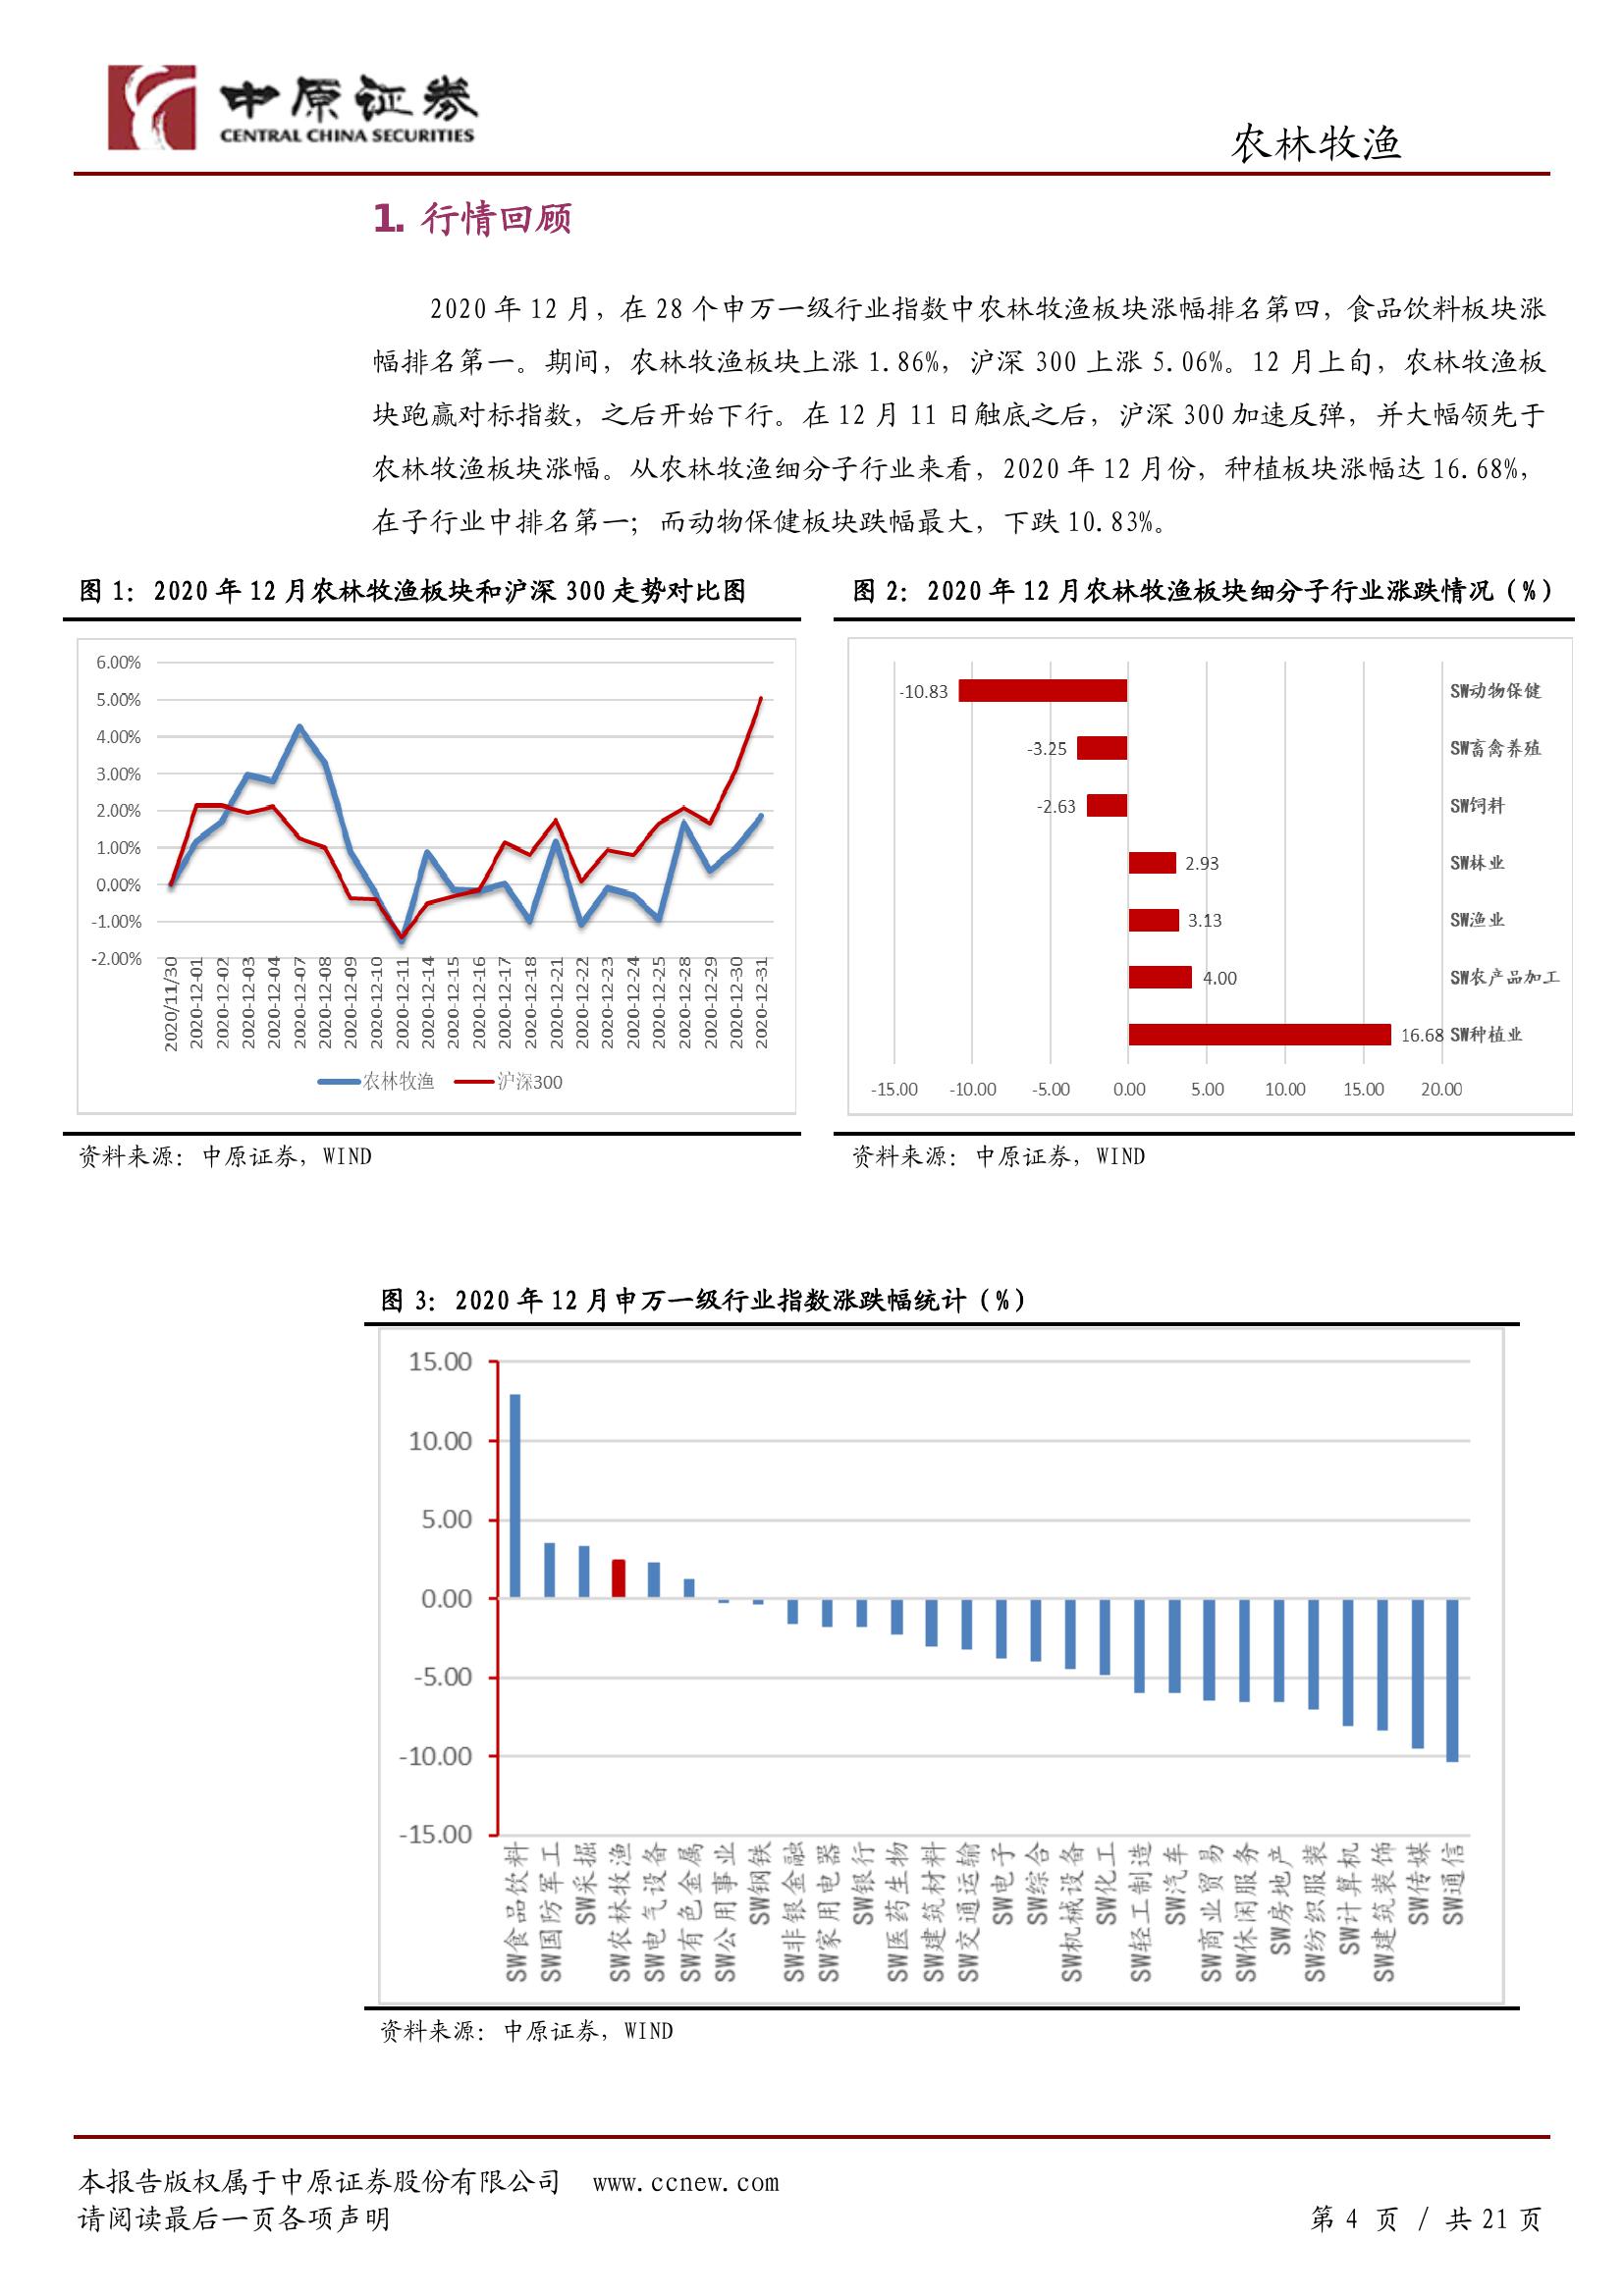 中原证券
CENTRAL CHINA SECURITIES
农林牧渔
1. 行情回顾
2020 年 12 月，在 28 个申万一级行业指数中农林牧渔板块涨幅排名第四，食品饮料板块涨
幅排名第一。期间，农林牧渔板块上涨 1.86%，沪深 300 上涨 5.06%。12 月上旬，农林牧渔板
块跑赢对标指数，之后开始下行。在 12 月 11 日触底之后，沪深 300 加速反弹，并大幅领先于
农林牧渔板块涨幅。从农林牧渔细分子行业来看，2020 年 12 月份，种植板块涨幅达 16.68%，
在子行业中排名第一；而动物保健板块跌幅最大，下跌 10.83%。
图 1：2020 年 12 月农林牧渔板块和沪深 300 走势对比图
6.00%
5.00%
4.00%
3.00%
2.00%
1.00%
0.00%
-1.00%
-2.00%
2020/11/30
2020-12-01
2020-12-02
2020-12-03
2020-12-04
2020-12-07
2020-12-08
2020-12-09
2020-12-10
2020-12-11
2020-12-14
2020-12-15
2020-12-16
2020-12-17
2020-12-18
2020-12-21
2020-12-22
2020-12-23
2020-12-24
2020-12-25
2020-12-28
2020-12-29
2020-12-30
2020-12-31
农林牧渔 沪深300
资料来源：中原证券，WIND
图 2：2020 年 12 月农林牧渔板块细分子行业涨跌情况（%）
-10.83 SW动物保健
-3.25 SW畜禽养殖
-2.63 SW饲料
2.93 SW林业
3.13 SW渔业
4.00 SW农产品加工
16.68 SW种植业
-15.00 -10.00 -5.00 0.00 5.00 10.00 15.00 20.00
资料来源：中原证券，WIND
图 3：2020 年 12 月申万一级行业指数涨跌幅统计（%）
15.00
10.00
5.00
0.00
-5.00
-10.00
-15.00
SW食品饮料
SW国防军工
SW采掘
SW农林牧渔
SW电气设备
SW有色金属
SW公用事业
SW钢铁
SW非银金融
SW家用电器
SW银行
SW医药生物
SW建筑材料
SW交通运输
SW电子
SW综合
SW机械设备
SW化工
SW轻工制造
SW汽车
SW商业贸易
SW休闲服务
SW房地产
SW纺织服装
SW计算机
SW建筑装饰
SW传媒
SW通信
资料来源：中原证券，WIND
本报告版权属于中原证券股份有限公司 www.ccnew.com
请阅读最后一页各项声明
第 4 页 / 共 21 页